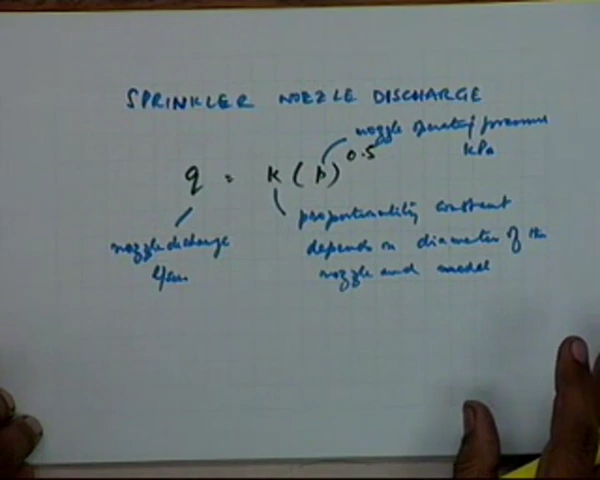 SPRINKLER NOZZLE DISCHARGE
nozzle operating pressure
kPa
q = K (p)^0.5
proportionality constant
nozzle discharge
depends on diameter of the
nozzle and model